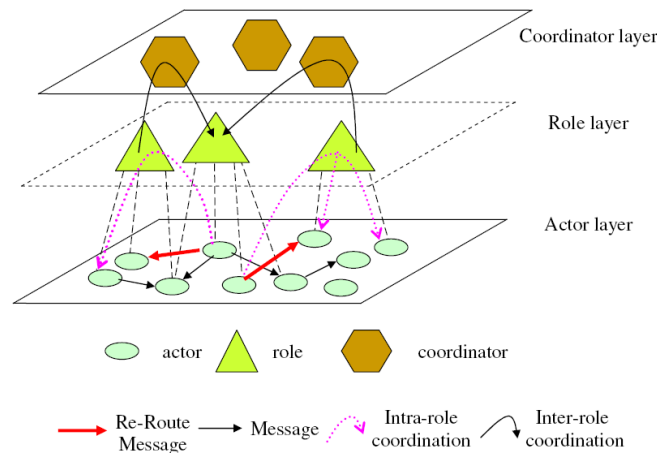 Coordinator layer
Role layer
Actor layer
actor
role
coordinator
Re-Route
Message
Message
Intra-role
coordination
Inter-role
coordination